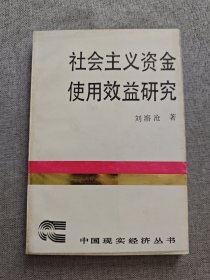 社会主义资金
使用效益研究
刘溶沧 著
中国现实经济丛书